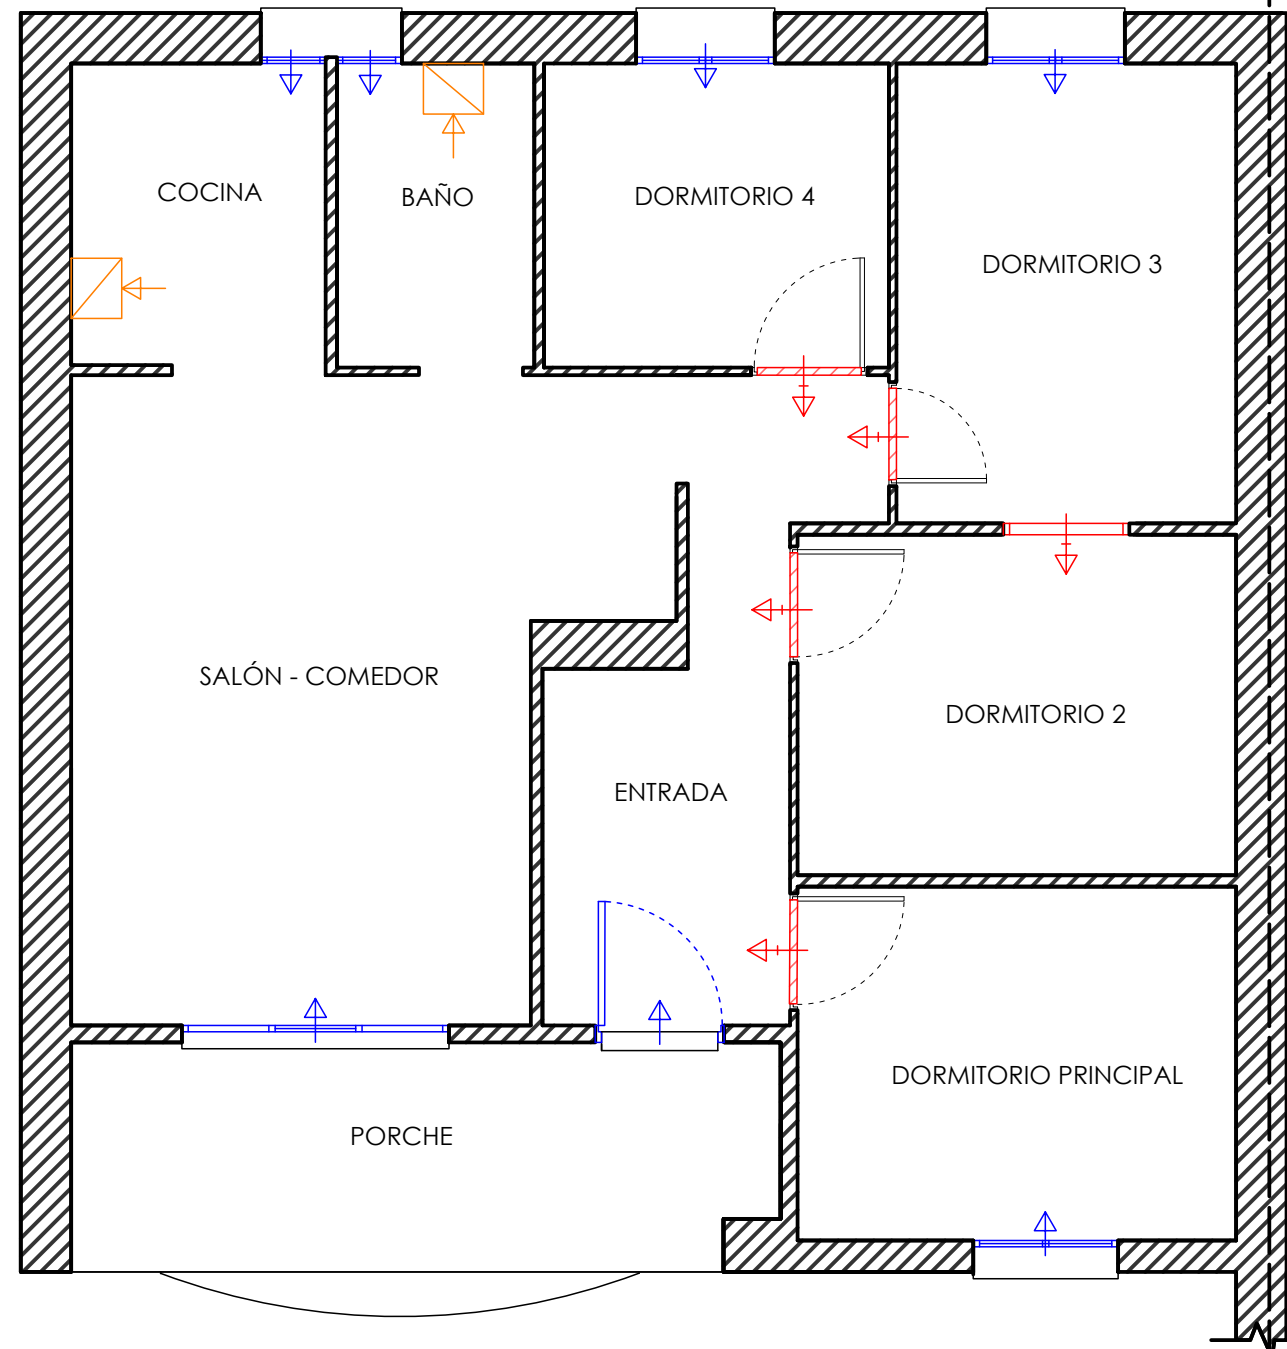 COCINA
BAÑO
DORMITORIO 4
DORMITORIO 3
SALÓN - COMEDOR
DORMITORIO 2
ENTRADA
DORMITORIO PRINCIPAL
PORCHE